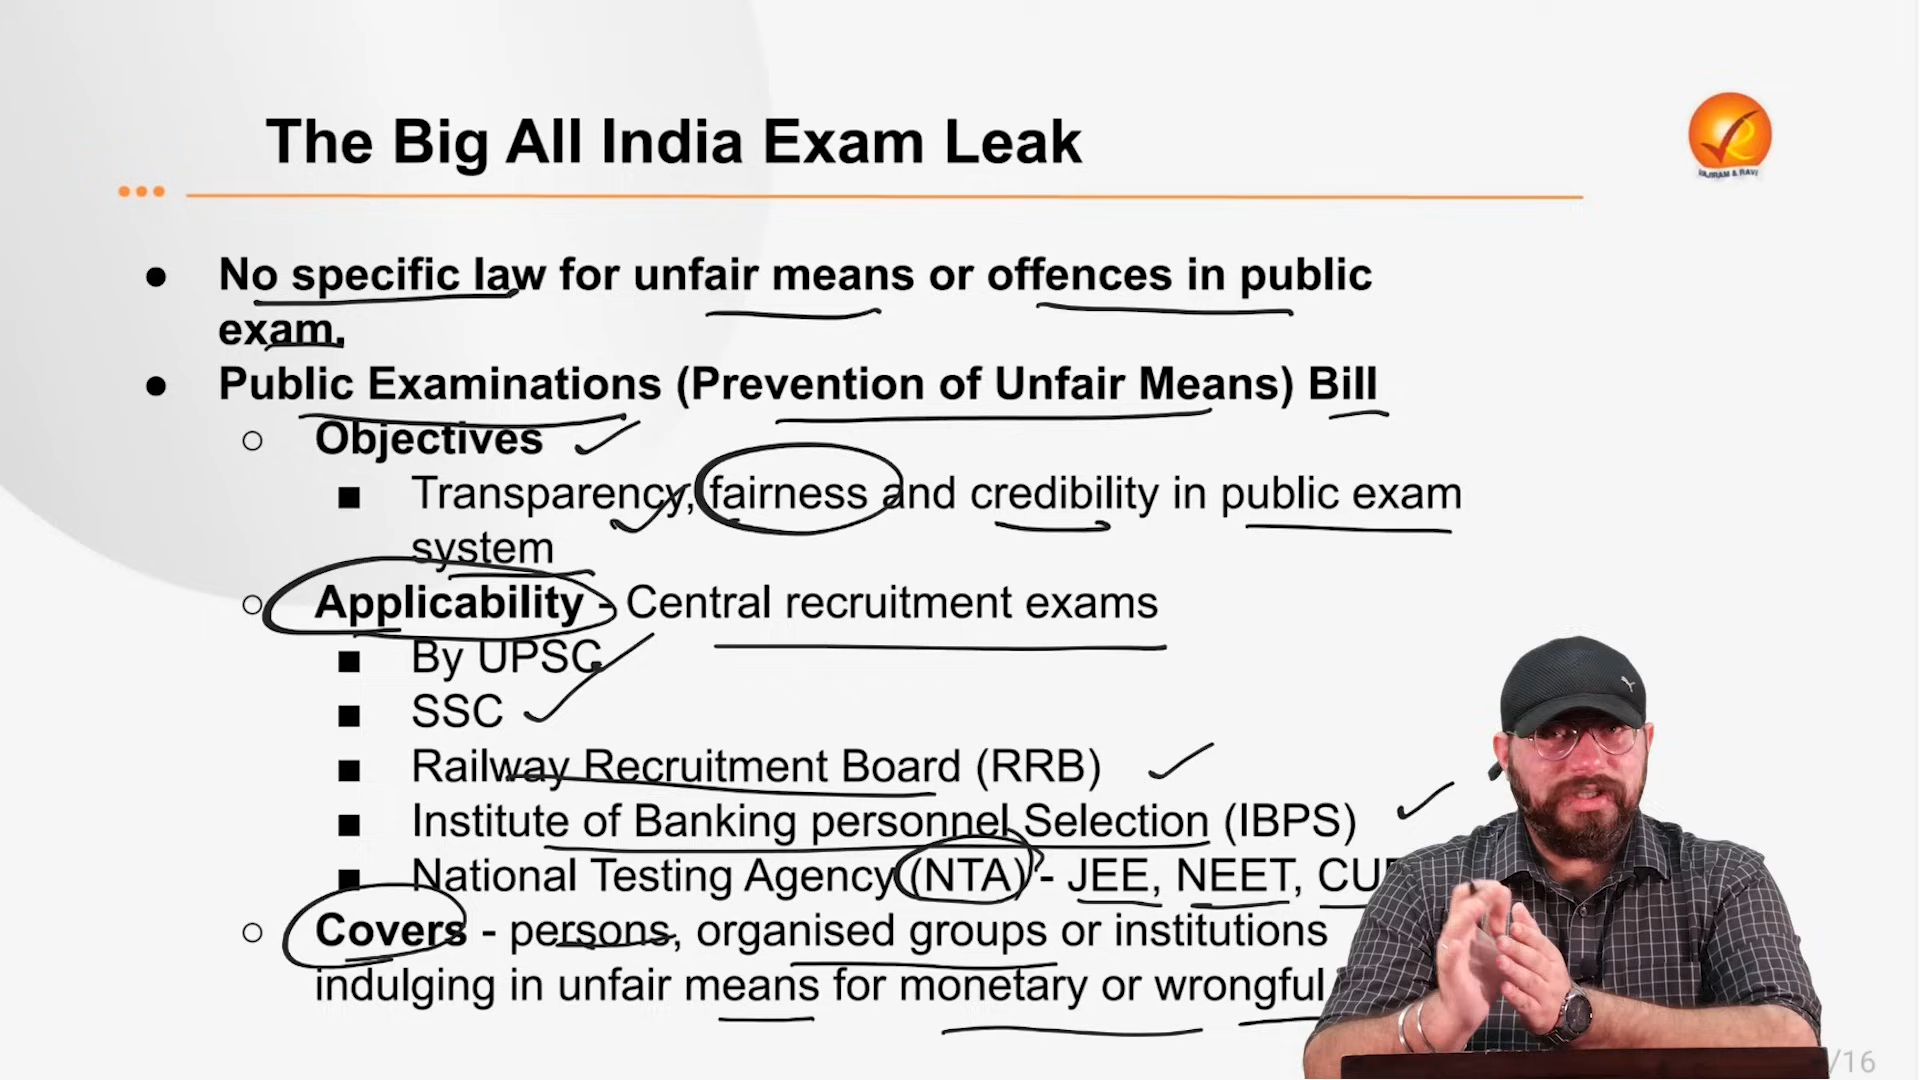 The Big All India Exam Leak
VAJIRAM & RAVI
● No specific law for unfair means or offences in public
exam.
● Public Examinations (Prevention of Unfair Means) Bill
○ Objectives
■ Transparency, fairness and credibility in public exam
system
○ Applicability - Central recruitment exams
■ By UPSC
■ SSC
■ Railway Recruitment Board (RRB)
■ Institute of Banking personnel Selection (IBPS)
■ National Testing Agency (NTA) - JEE, NEET,
○ Covers - persons, organised groups or institutions
indulging in unfair means for monetary or wrongful
/16